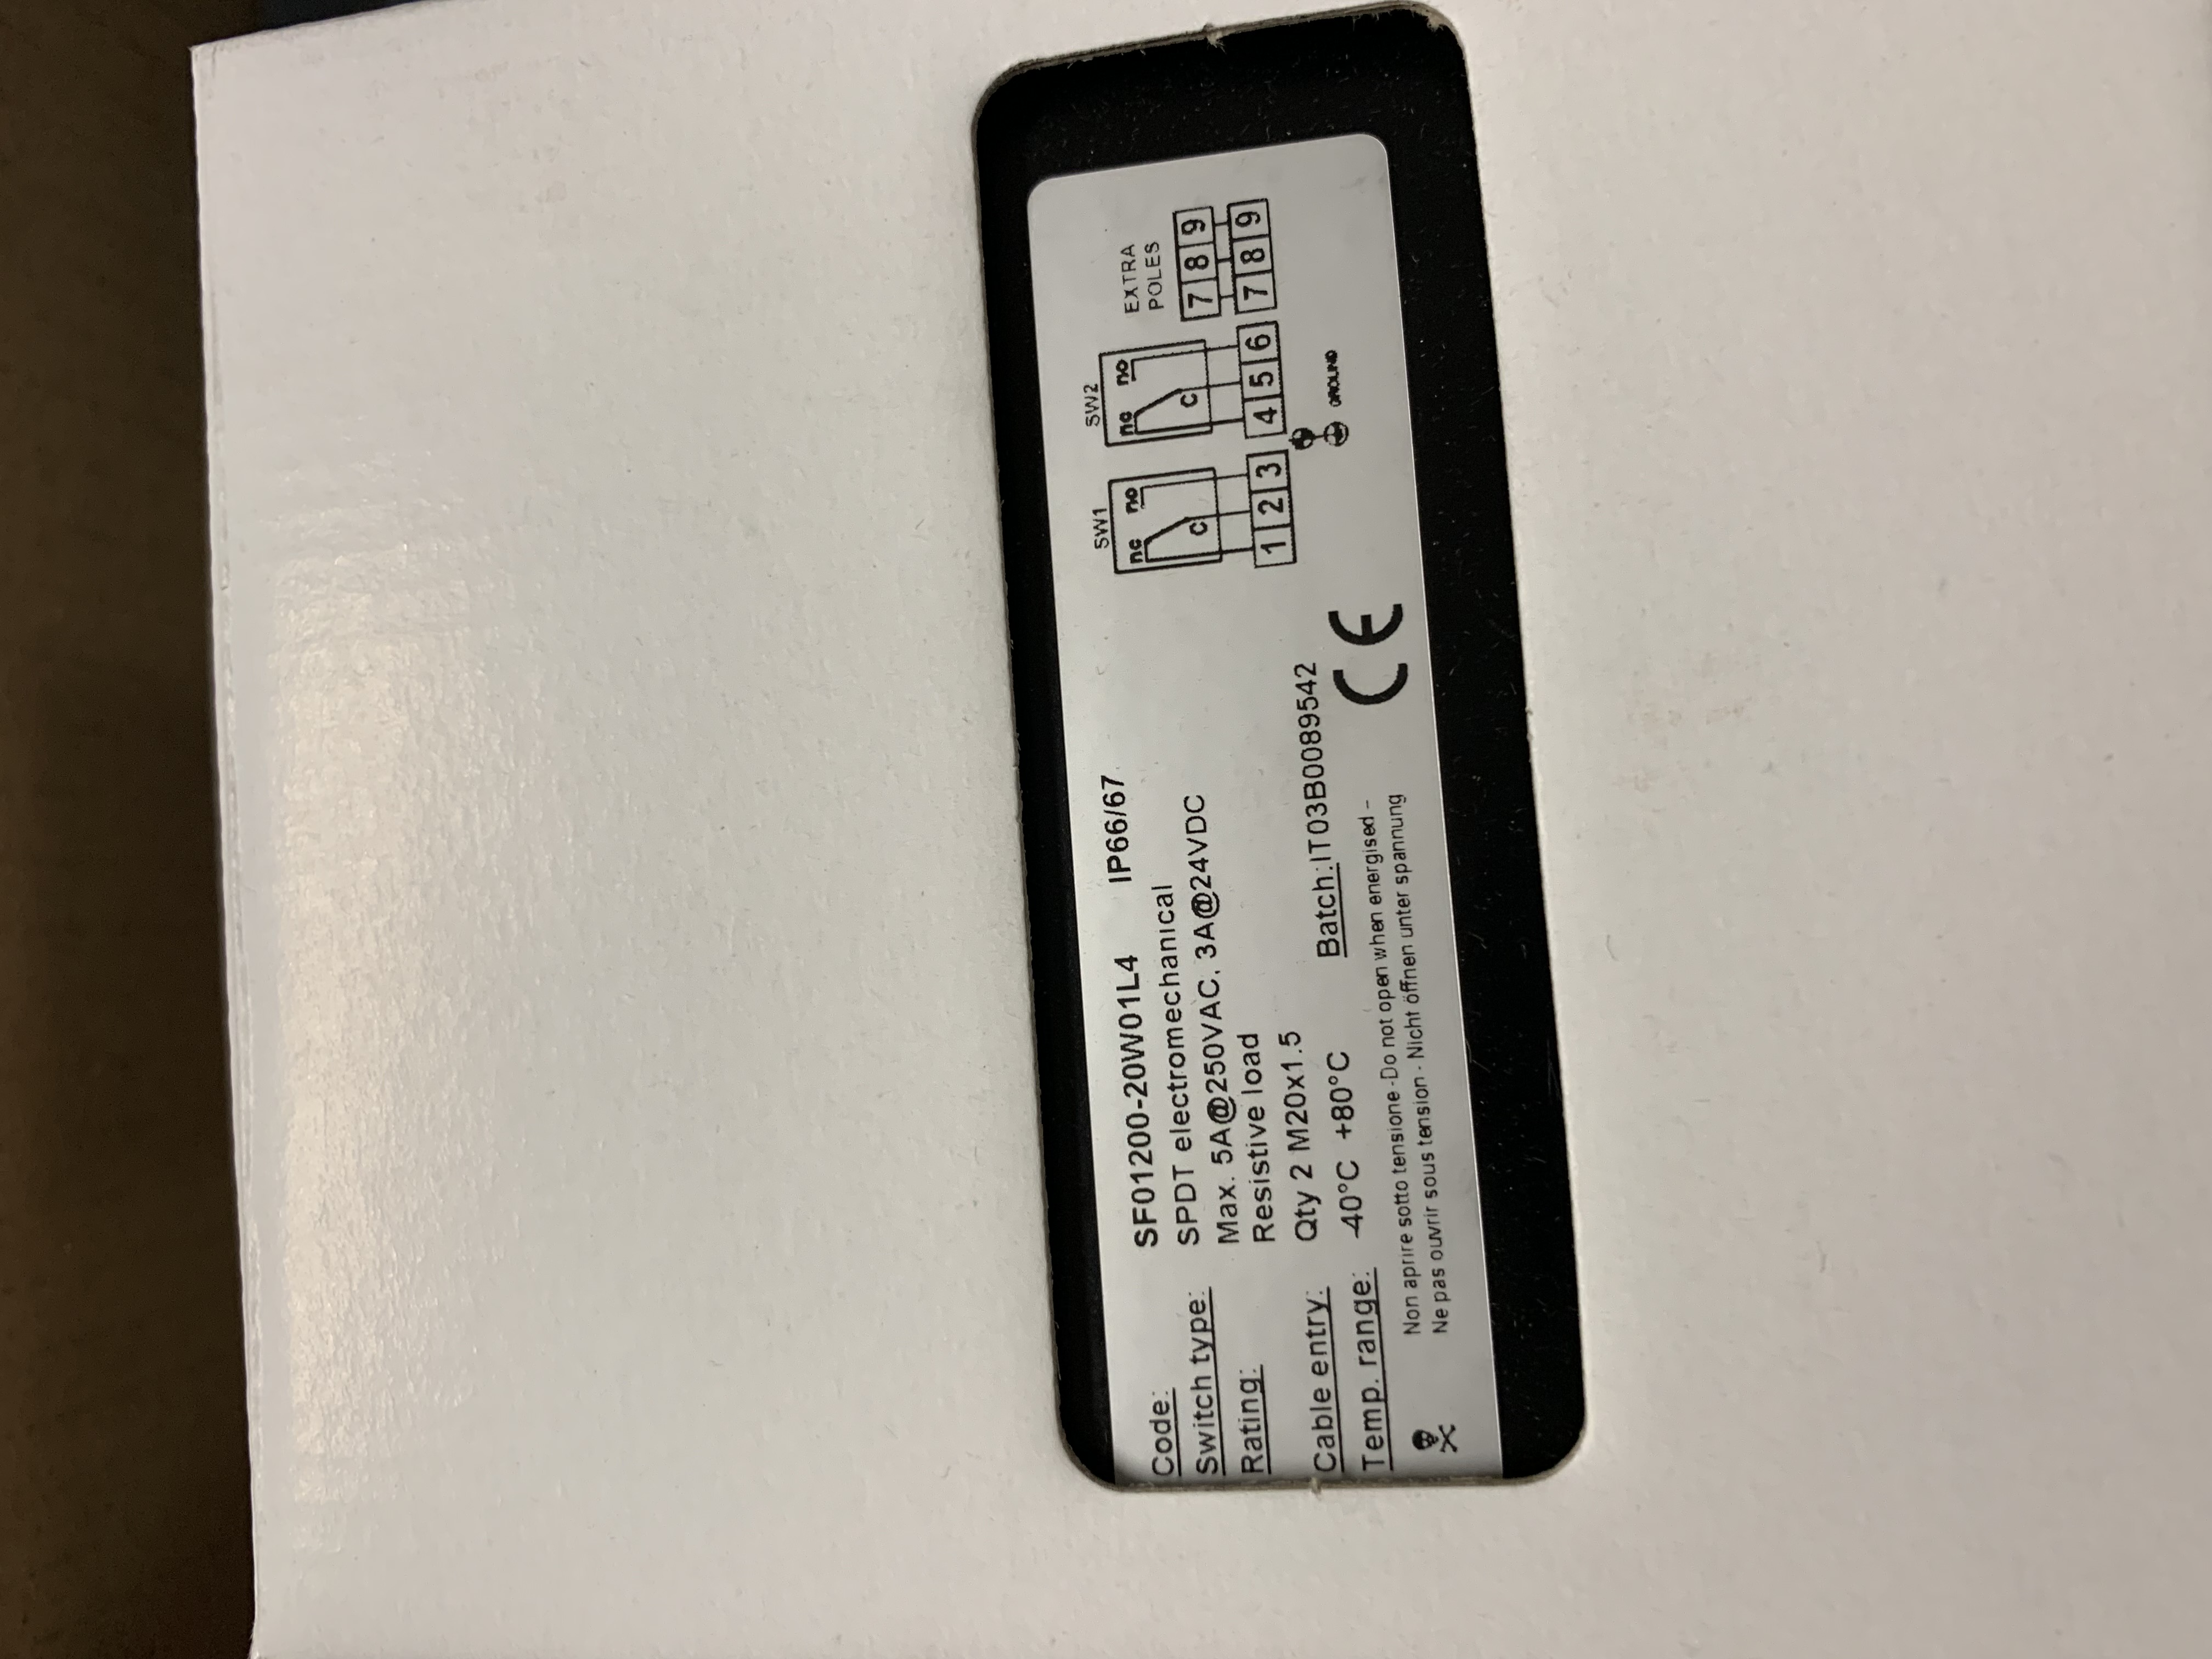 Code: SF01200-20W01L4 IP66/67
Switch type: SPDT electromechanical
Rating: Max. 5A@250VAC. 3A@24VDC
Resistive load
Cable entry: Qty 2 M20x1.5
Temp. range: -40°C +80°C Batch:IT03B0089542
Non aprire sotto tensione -Do not open when energised -
Ne pas ouvrir sous tension - Nicht öffnen unter spannung
CE
SW1
nc no
C
1 2 3
SW2
nc no
C
4 5 6
EXTRA
POLES
7 8 9
7 8 9
GROUND